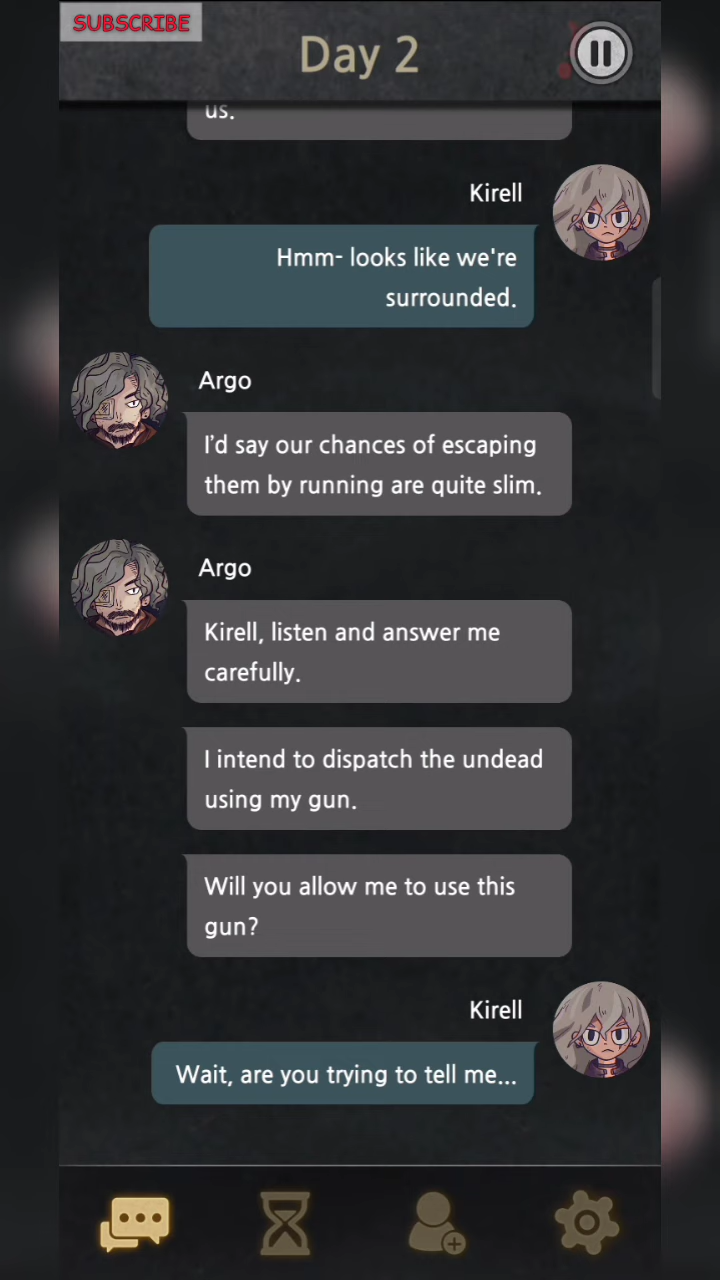 SUBSCRIBE
Day 2
us.
Kirell
Hmm- looks like we're
surrounded.
Argo
I'd say our chances of escaping
them by running are quite slim.
Argo
Kirell, listen and answer me
carefully.
I intend to dispatch the undead
using my gun.
Will you allow me to use this
gun?
Kirell
Wait, are you trying to tell me...